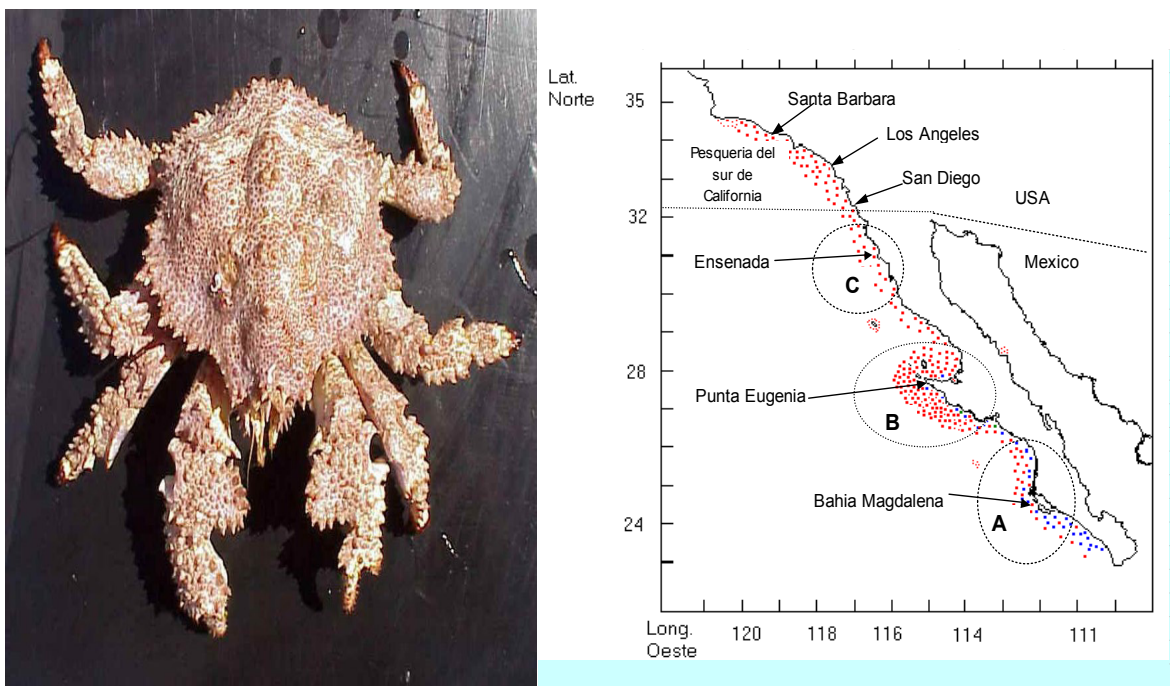 Lat.
Norte
35
32
28
24
Santa Barbara
Los Angeles
Pesqueria del
sur de
California
San Diego
USA
Ensenada
Mexico
C
Punta Eugenia
B
Bahia Magdalena
A
Long.
Oeste
120
118
116
114
111